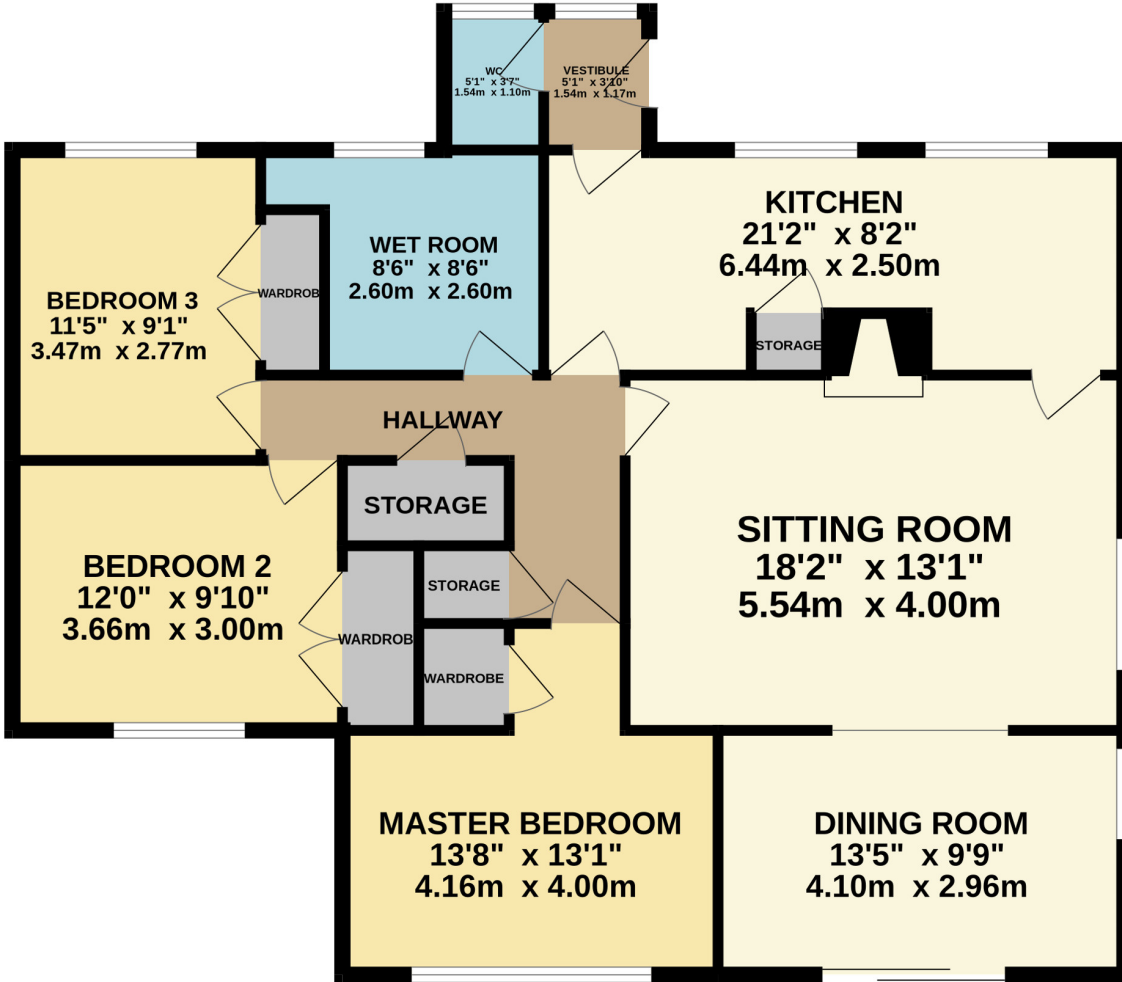 WC
5'1" x 3'7"
1.54m x 1.10m
VESTIBULE
5'1" x 3'10"
1.54m x 1.17m
KITCHEN
21'2" x 8'2"
6.44m x 2.50m
WET ROOM
8'6" x 8'6"
2.60m x 2.60m
BEDROOM 3
11'5" x 9'1"
3.47m x 2.77m
WARDROB
STORAGE
HALLWAY
STORAGE
SITTING ROOM
18'2" x 13'1"
5.54m x 4.00m
BEDROOM 2
12'0" x 9'10"
3.66m x 3.00m
STORAGE
WARDROB
WARDROBE
MASTER BEDROOM
13'8" x 13'1"
4.16m x 4.00m
DINING ROOM
13'5" x 9'9"
4.10m x 2.96m